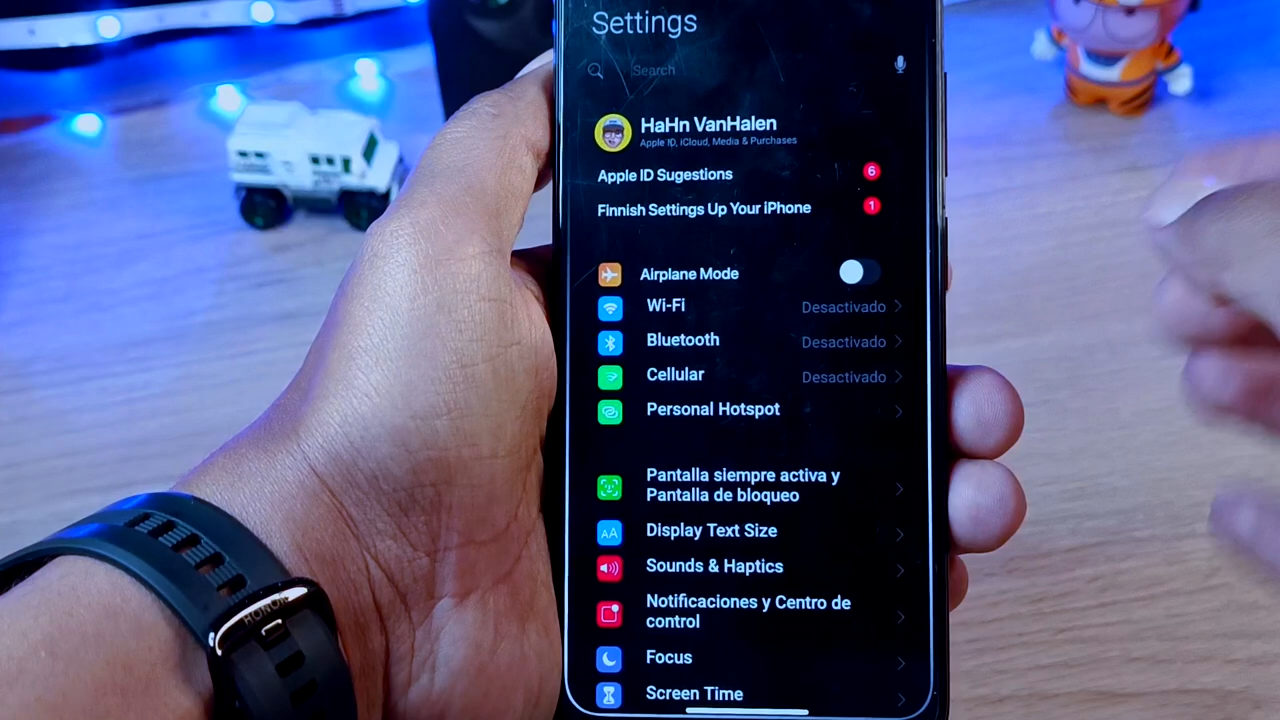 Settings
Search
HaHn VanHalen
Apple ID, iCloud, Media & Purchases
Apple ID Sugestions
6
Finnish Settings Up Your iPhone
1
Airplane Mode
Wi-Fi Desactivado
Bluetooth Desactivado
Cellular Desactivado
Personal Hotspot
Pantalla siempre activa y
Pantalla de bloqueo
AA Display Text Size
Sounds & Haptics
Notificaciones y Centro de
control
Focus
Screen Time
HONOR